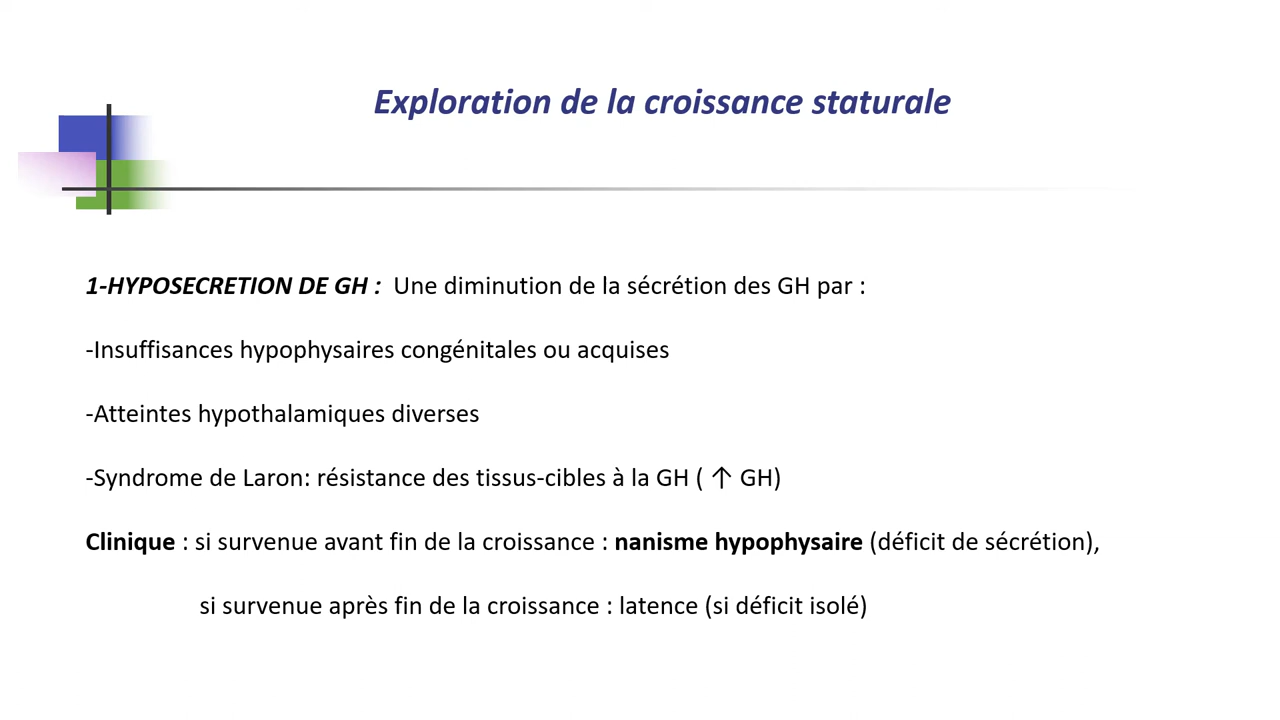 Exploration de la croissance staturale
1-HYPOSECRETION DE GH : Une diminution de la sécrétion des GH par :
-Insuffisances hypophysaires congénitales ou acquises
-Atteintes hypothalamiques diverses
-Syndrome de Laron: résistance des tissus-cibles à la GH ( ↑ GH)
Clinique : si survenue avant fin de la croissance : nanisme hypophysaire (déficit de sécrétion),
si survenue après fin de la croissance : latence (si déficit isolé)